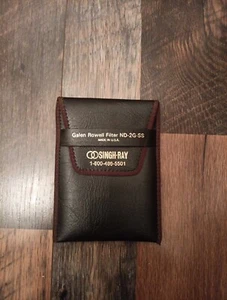 Galen Rowell Filter ND-2G-SS
MADE IN U.S.A.
SINGH-RAY
1-800-486-5501